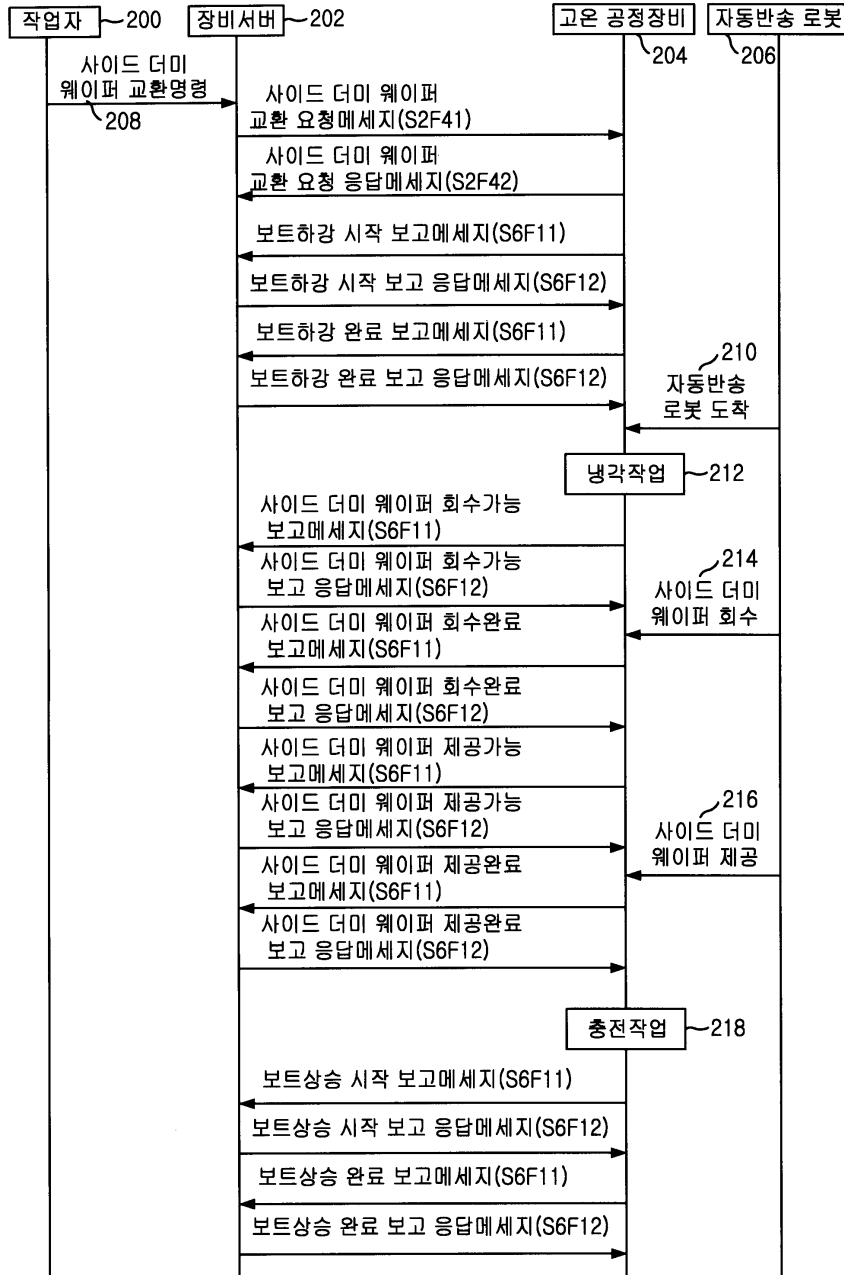 작업자 200
장비서버 202
고온 공정장비
204
자동반송 로봇
206
사이드 더미
웨이퍼 교환명령
208
사이드 더미 웨이퍼
교환 요청메세지(S2F41)
사이드 더미 웨이퍼
교환 요청 응답메세지(S2F42)
보트하강 시작 보고메세지(S6F11)
보트하강 시작 보고 응답메세지(S6F12)
보트하강 완료 보고메세지(S6F11)
보트하강 완료 보고 응답메세지(S6F12)
210
자동반송
로봇 도착
냉각작업 212
사이드 더미 웨이퍼 회수가능
보고메세지(S6F11)
사이드 더미 웨이퍼 회수가능
보고 응답메세지(S6F12)
214
사이드 더미
웨이퍼 회수
사이드 더미 웨이퍼 회수완료
보고메세지(S6F11)
사이드 더미 웨이퍼 회수완료
보고 응답메세지(S6F12)
사이드 더미 웨이퍼 제공가능
보고메세지(S6F11)
사이드 더미 웨이퍼 제공가능
보고 응답메세지(S6F12)
216
사이드 더미
웨이퍼 제공
사이드 더미 웨이퍼 제공완료
보고메세지(S6F11)
사이드 더미 웨이퍼 제공완료
보고 응답메세지(S6F12)
충전작업 218
보트상승 시작 보고메세지(S6F11)
보트상승 시작 보고 응답메세지(S6F12)
보트상승 완료 보고메세지(S6F11)
보트상승 완료 보고 응답메세지(S6F12)